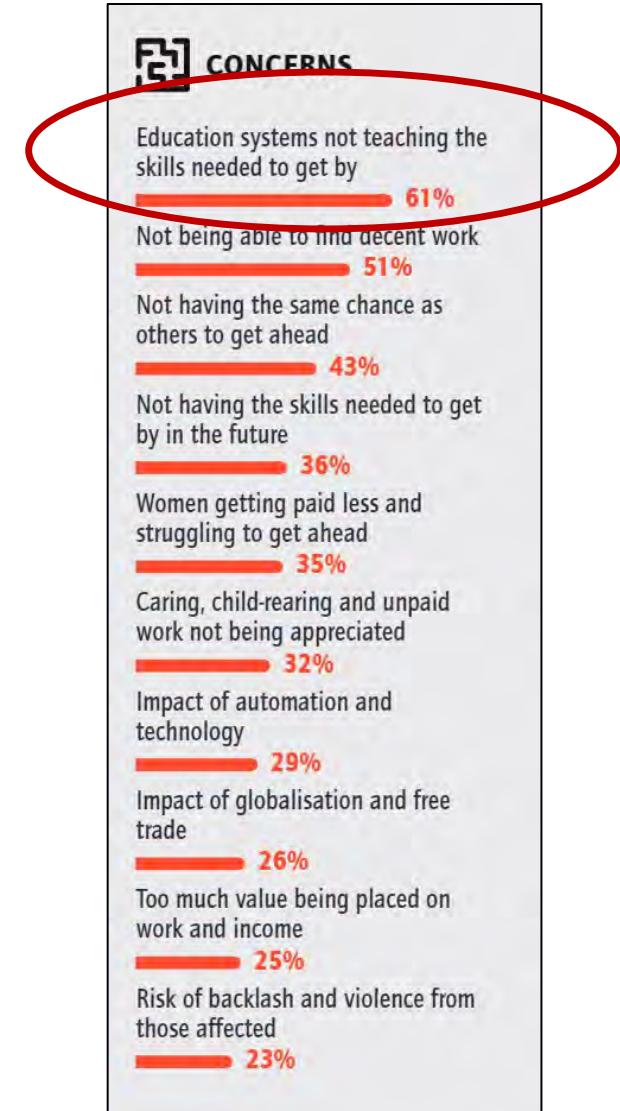 CONCERNS
Education systems not teaching the
skills needed to get by
61%
Not being able to find decent work
51%
Not having the same chance as
others to get ahead
43%
Not having the skills needed to get
by in the future
36%
Women getting paid less and
struggling to get ahead
35%
Caring, child-rearing and unpaid
work not being appreciated
32%
Impact of automation and
technology
29%
Impact of globalisation and free
trade
26%
Too much value being placed on
work and income
25%
Risk of backlash and violence from
those affected
23%